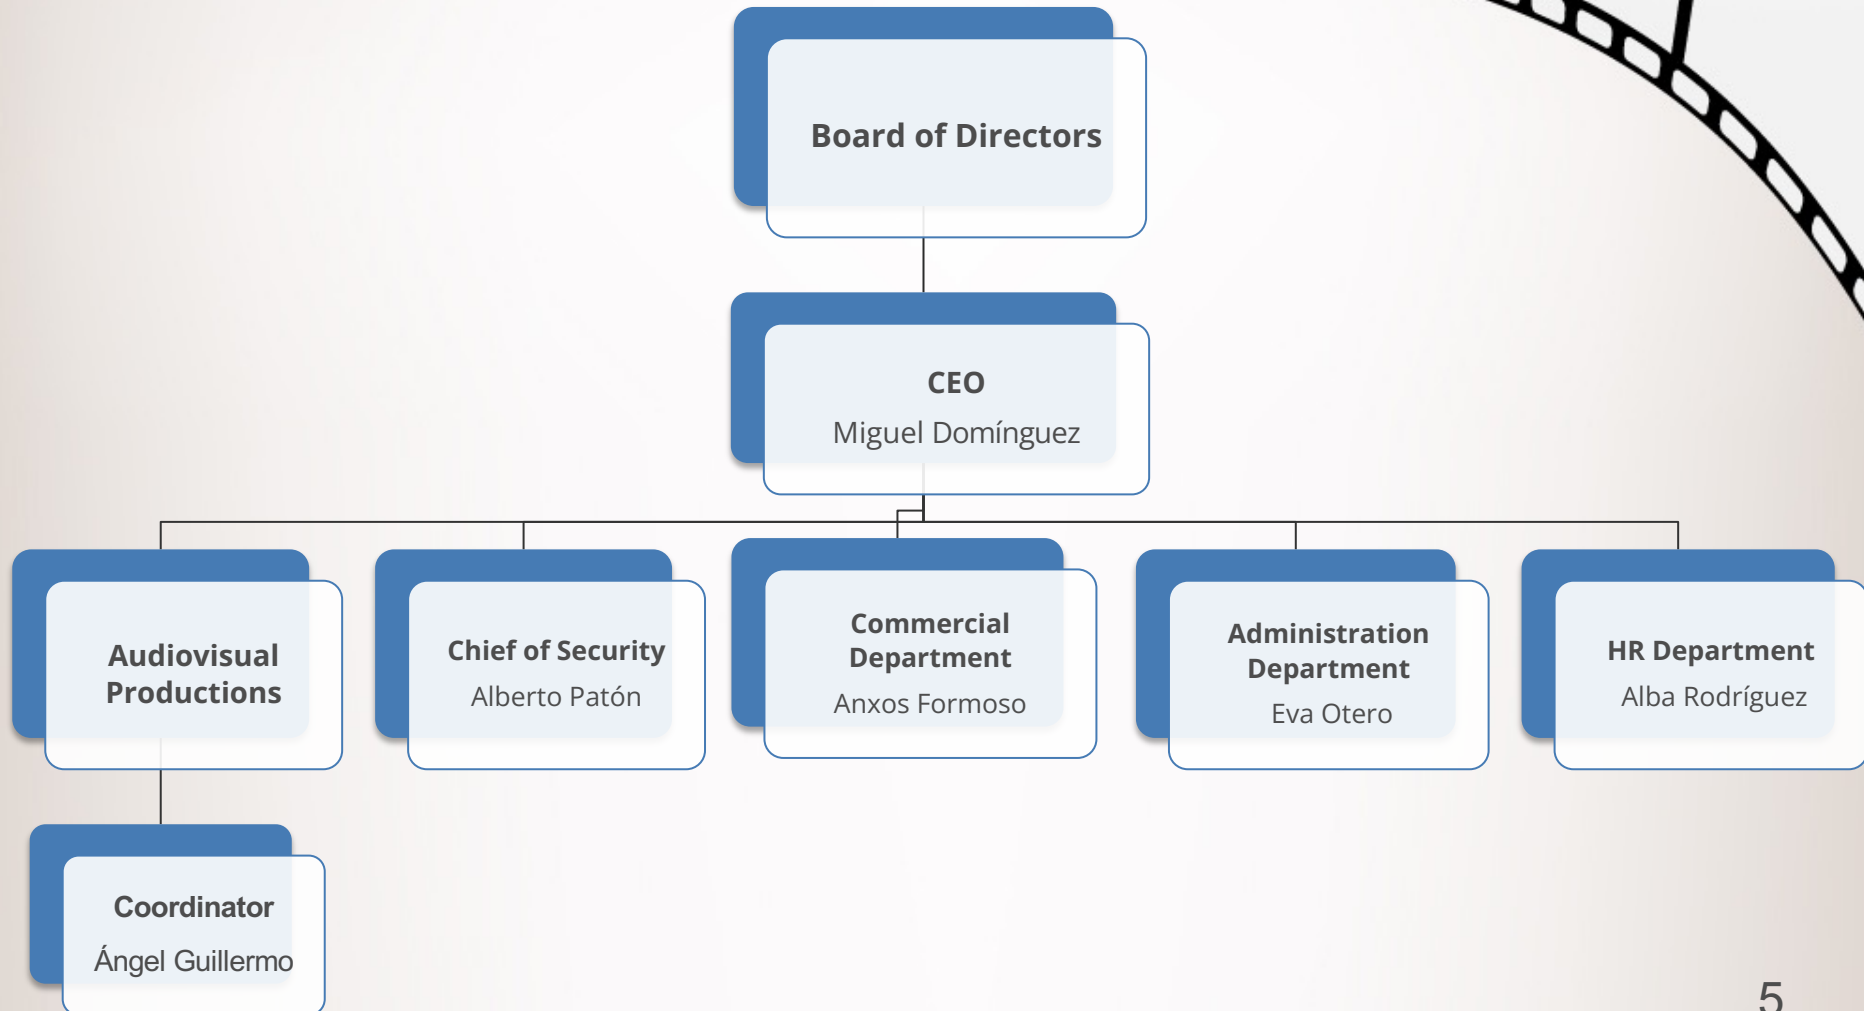 Board of Directors
CEO
Miguel Domínguez
Audiovisual
Productions
Chief of Security
Alberto Patón
Commercial
Department
Anxos Formoso
Administration
Department
Eva Otero
HR Department
Alba Rodríguez
Coordinator
Ángel Guillermo
5